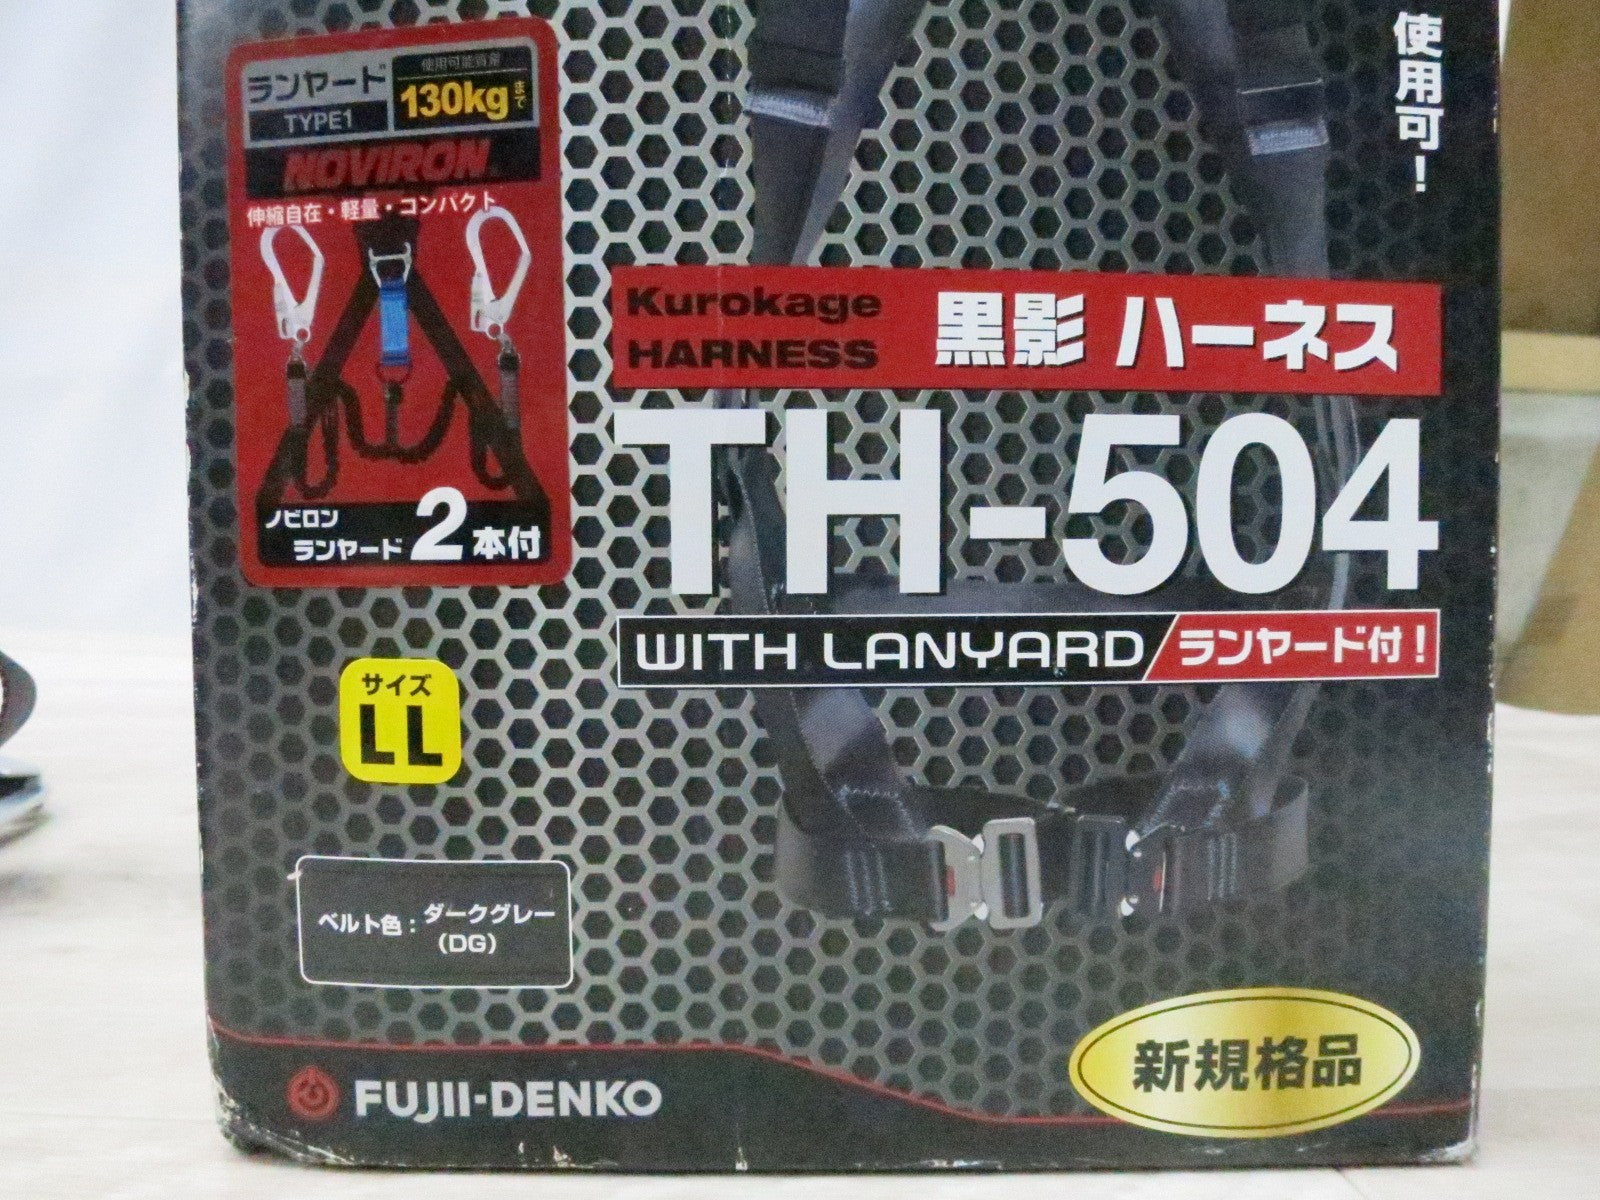 使用可！
ランヤード
TYPE1
使用可能質量
130kgまで
NOVIRON
伸縮自在・軽量・コンパクト
ノビロン
ランヤード2本付
Kurokage
HARNESS
黒影 ハーネス
TH-504
WITH LANYARD
ランヤード付！
サイズ
LL
ベルト色：ダークグレー
(DG)
新規格品
FUJII-DENKO